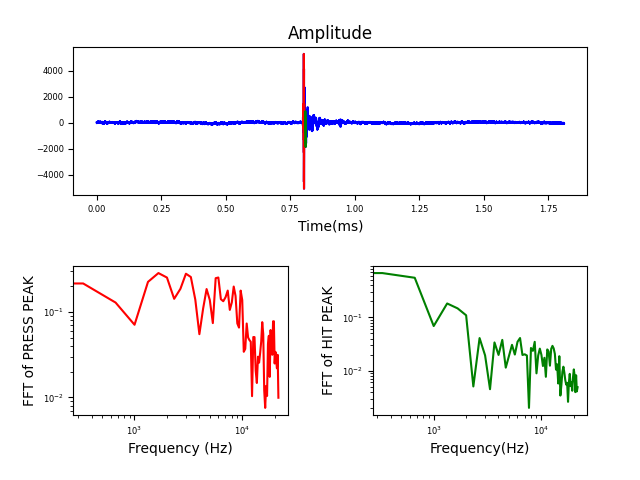 Amplitude
4000
2000
0
−2000
−4000
0.00 0.25 0.50 0.75 1.00 1.25 1.50 1.75
Time(ms)
FFT of PRESS PEAK
10⁻¹
10⁻²
10³ 10⁴
Frequency (Hz)
FFT of HIT PEAK
10⁻¹
10⁻²
10³ 10⁴
Frequency(Hz)